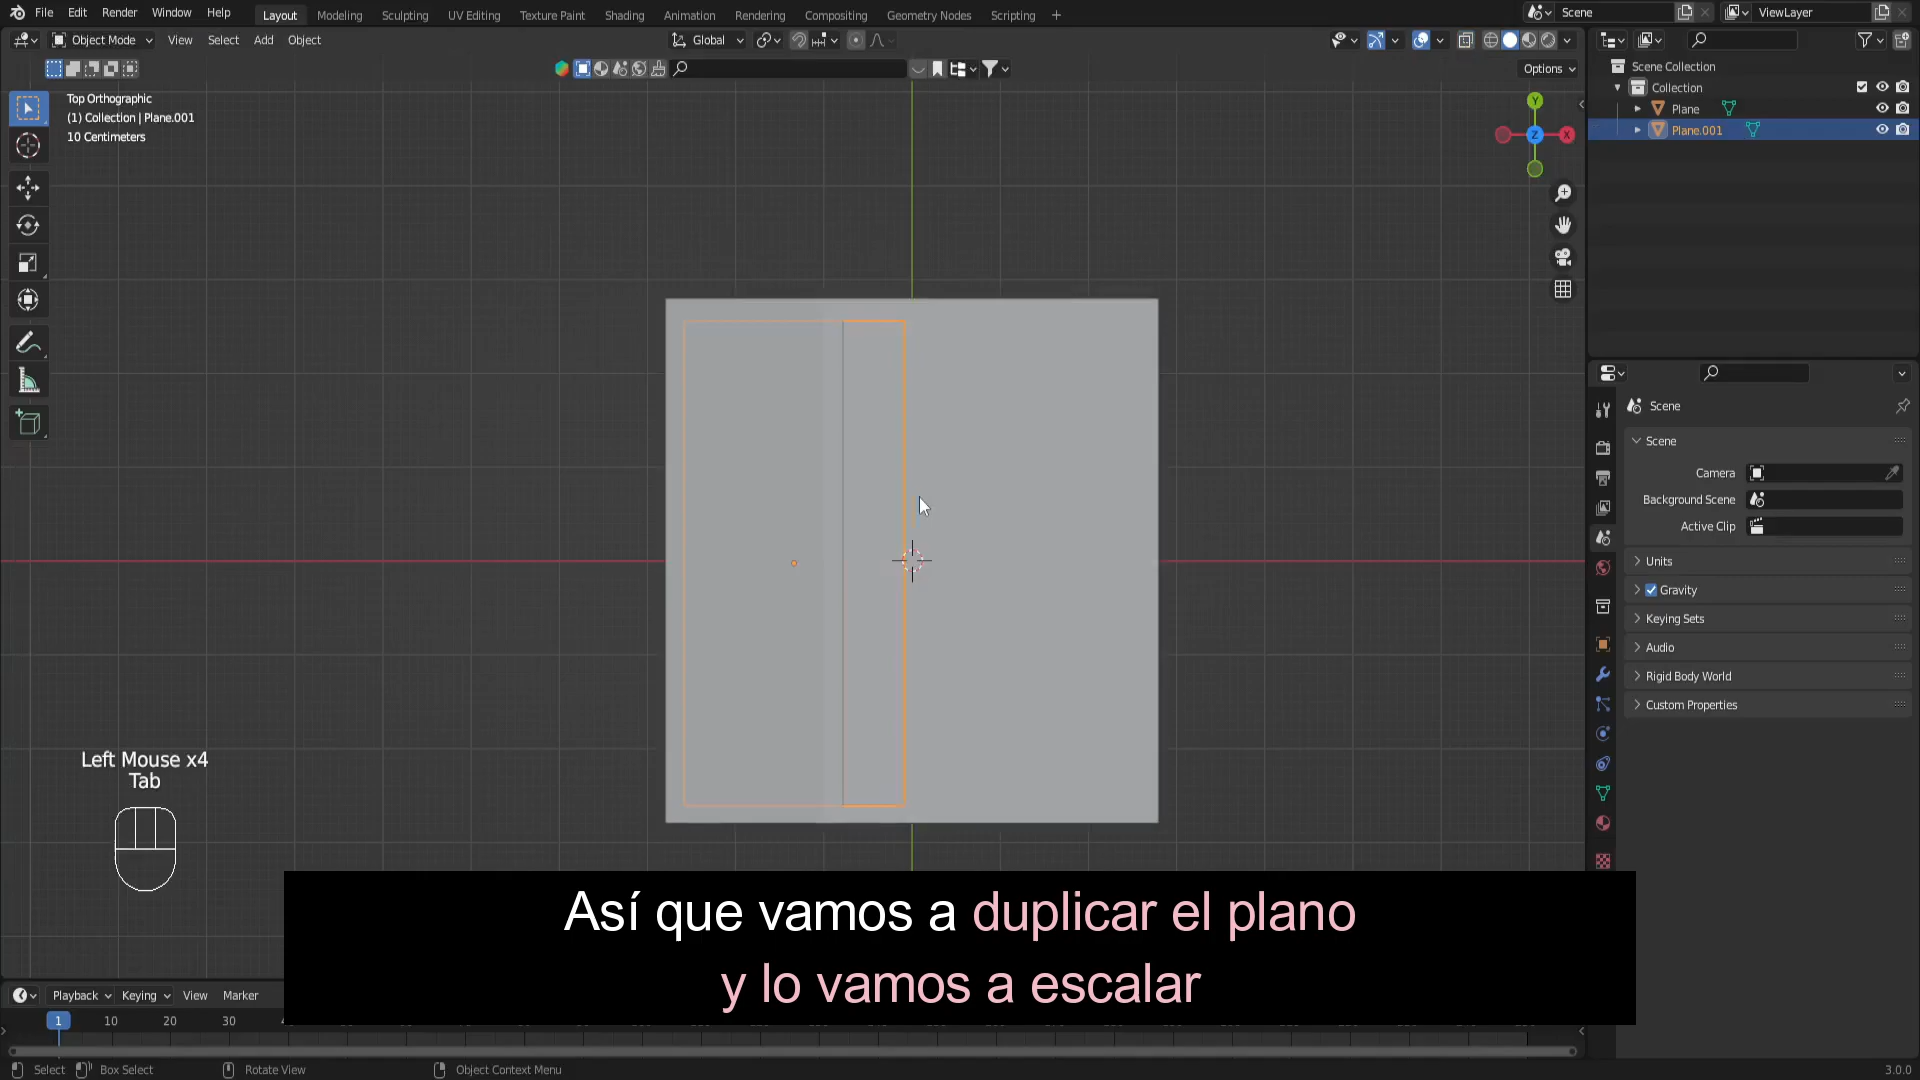 File Edit Render Window Help Layout Modeling Sculpting UV Editing Texture Paint Shading Animation Rendering Compositing Geometry Nodes Scripting + Scene ViewLayer
Object Mode View Select Add Object Global
Options
Top Orthographic
(1) Collection | Plane.001
10 Centimeters
Y
Z
X
Scene Collection
Collection
Plane
Plane.001
Scene
Scene
Camera
Background Scene
Active Clip
Units
Gravity
Keying Sets
Audio
Rigid Body World
Custom Properties
Left Mouse x4
Tab
Así que vamos a duplicar el plano
y lo vamos a escalar
Playback Keying View Marker
1 10 20 30
Select Box Select Rotate View Object Context Menu 3.0.0